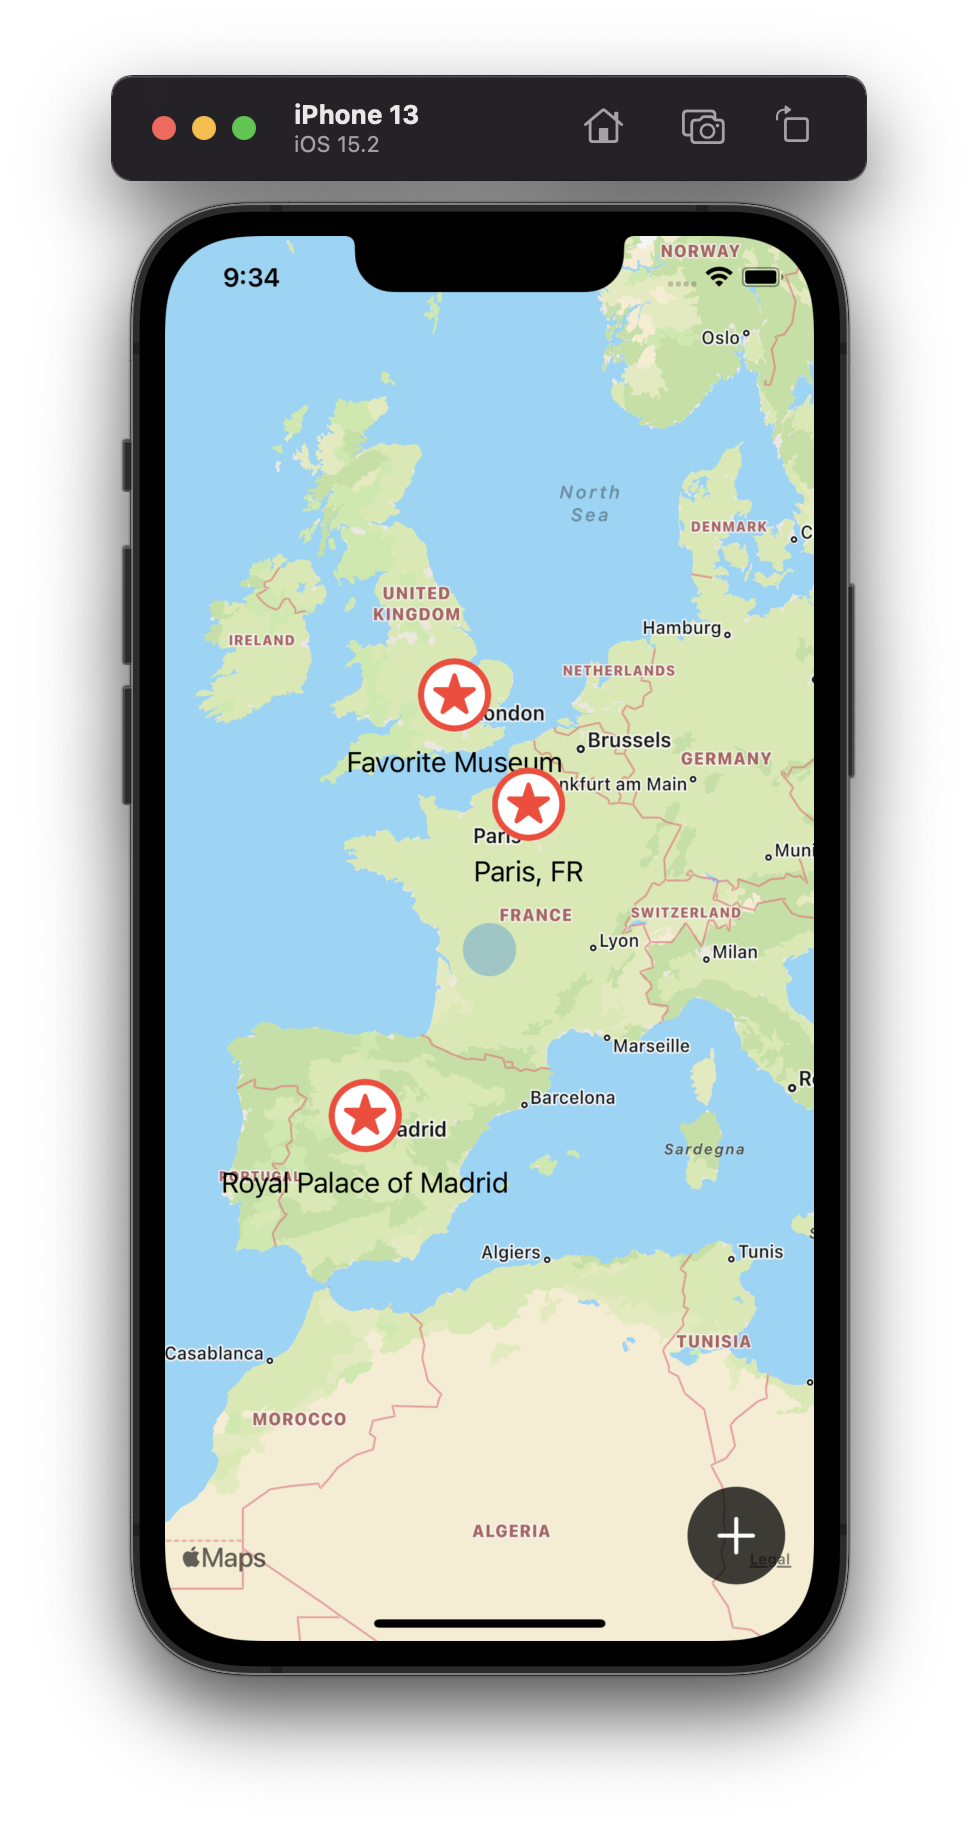 iPhone 13
iOS 15.2
9:34
NORWAY
Oslo
North
Sea
DENMARK
C
UNITED
KINGDOM
Hamburg
IRELAND
NETHERLANDS
ondon
Brussels
GERMANY
Favorite Museum
nkfurt am Main
Paris
Muni
Paris, FR
FRANCE
SWITZERLAND
Lyon
Milan
Marseille
R
Barcelona
adrid
Sardegna
PORTUGAL
Royal Palace of Madrid
Algiers
Tunis
TUNISIA
Casablanca
MOROCCO
ALGERIA
Maps
Legal